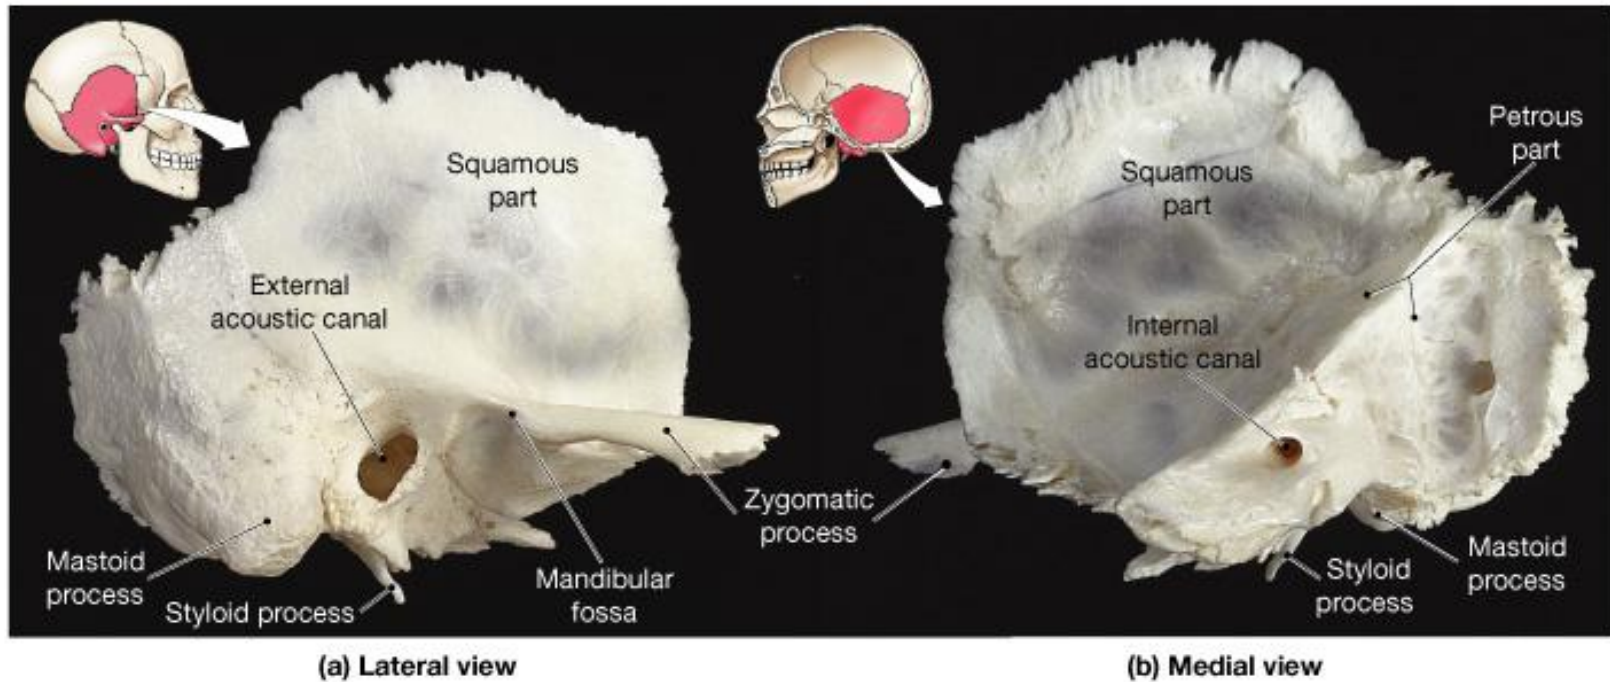 Squamous
part
External
acoustic canal
Mastoid
process
Styloid process
Mandibular
fossa
Zygomatic
process
Squamous
part
Petrous
part
Internal
acoustic canal
Styloid
process
Mastoid
process
(a) Lateral view
(b) Medial view